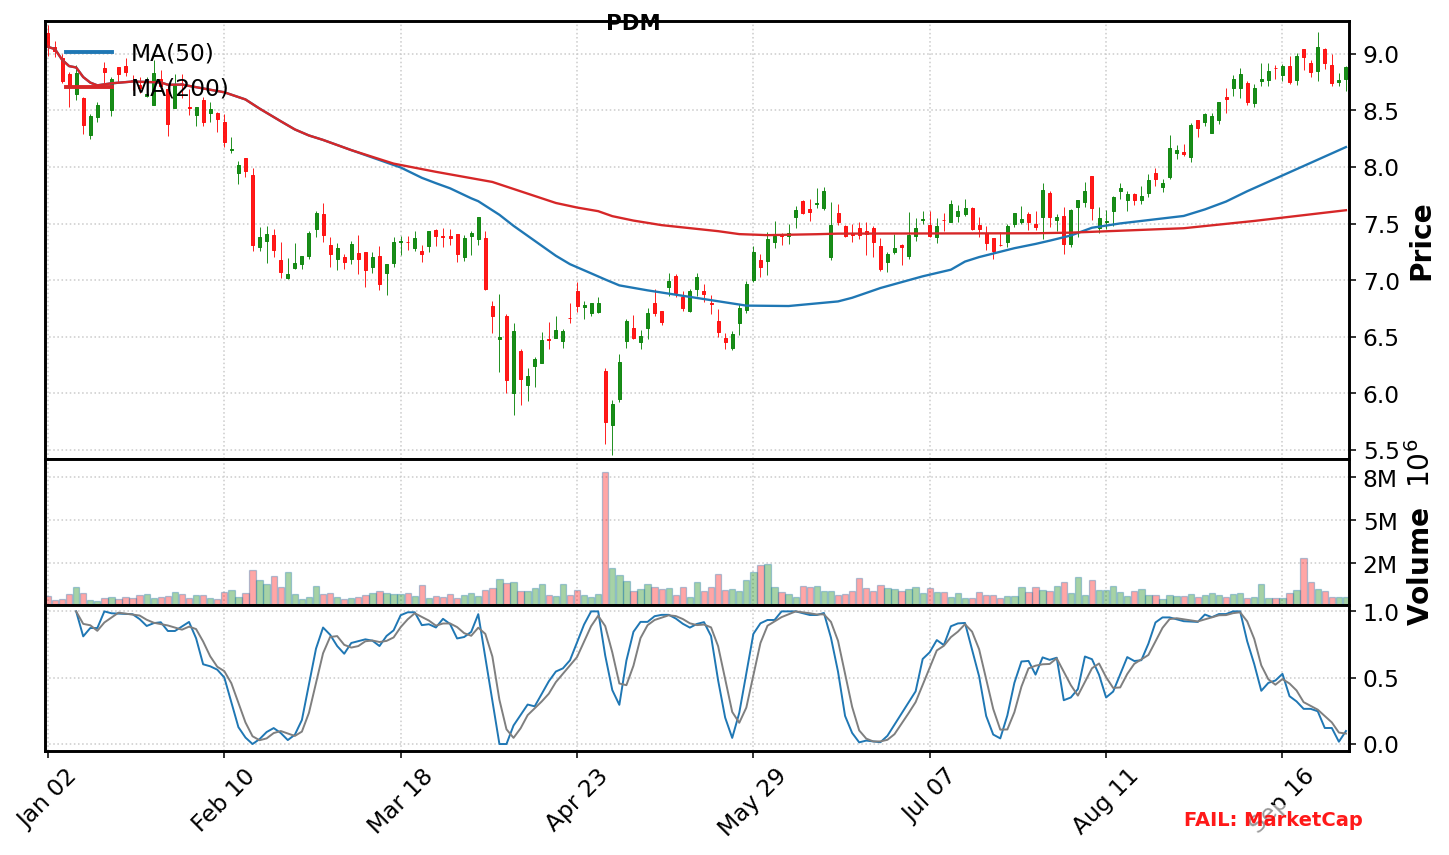 PDM
MA(50)
MA(200)
9.0
8.5
8.0
7.5
7.0
6.5
6.0
5.5
Price
8M
5M
2M
Volume 10^6
1.0
0.5
0.0
Jan 02
Feb 10
Mar 18
Apr 23
May 29
Jul 07
Aug 11
Sep 16
FAIL: MarketCap